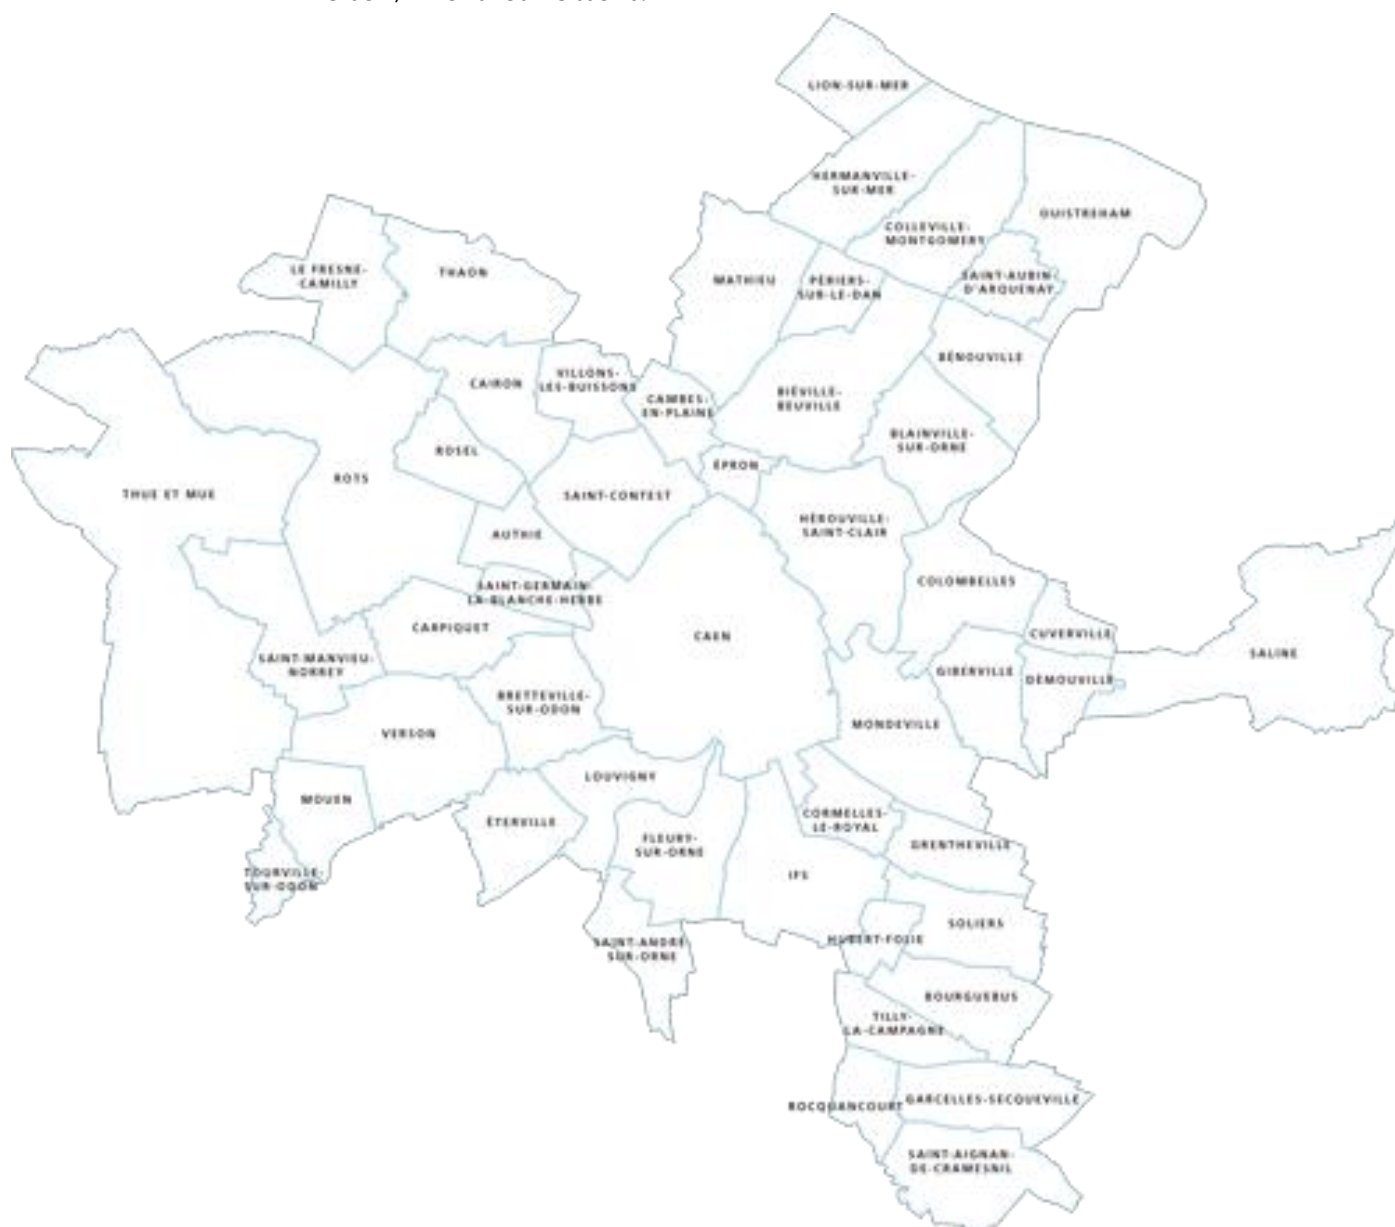 LION-SUR-MER
HERMANVILLE-
SUR-MER
OUISTREHAM
COLLEVILLE-
MONTGOMERY
LE FRESNE-
CAMILLY
THAON
MATHIEU
PÉRIERS-
SUR-LE-DAN
SAINT-AUBIN-
D'ARQUENAY
BÉNOUVILLE
CAIRON
VILLONS-
LES-BUISSONS
CAMBES-
EN-PLAINE
BIÉVILLE-
BEUVILLE
BLAINVILLE-
SUR-ORNE
ROSEL
ÉPRON
ROTS
THUE ET MUE
SAINT-CONTEST
HÉROUVILLE-
SAINT-CLAIR
AUTHIE
COLOMBELLES
SAINT-GERMAIN-
LA-BLANCHE-HERBE
CARPIQUET
CAEN
CUVERVILLE
SALINE
SAINT-MANVIEU-
NORREY
GIBERVILLE
DÉMOUVILLE
BRETTEVILLE-
SUR-ODON
MONDEVILLE
VERSON
LOUVIGNY
MOUEN
ÉTERVILLE
CORMELLES-
LE-ROYAL
FLEURY-
SUR-ORNE
GRENTHEVILLE
IFS
TOURVILLE-
SUR-ODON
SOLIERS
HUBERT-FOLIE
SAINT-ANDRÉ-
SUR-ORNE
BOURGUÉBUS
TILLY-
LA-CAMPAGNE
ROCQUANCOURT
GARCELLES-SECQUEVILLE
SAINT-AIGNAN-
DE-CRAMESNIL